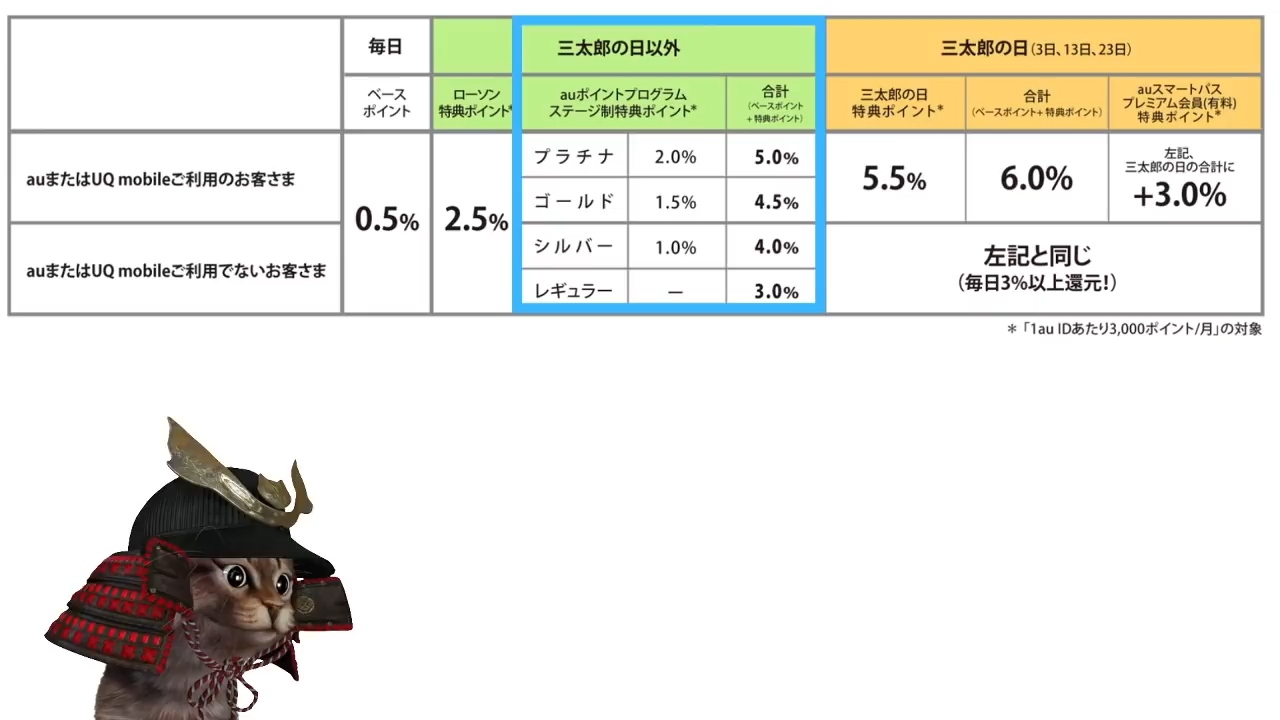 毎日
三太郎の日以外
三太郎の日(3日、13日、23日)
ベース
ポイント
ローソン
特典ポイント*
auポイントプログラム
ステージ制特典ポイント*
合計
(ベースポイント
+特典ポイント)
三太郎の日
特典ポイント*
合計
(ベースポイント+特典ポイント)
auスマートパス
プレミアム会員(有料)
特典ポイント*
auまたはUQ mobileご利用のお客さま
auまたはUQ mobileご利用でないお客さま
0.5%
2.5%
プラチナ 2.0% 5.0%
ゴールド 1.5% 4.5%
シルバー 1.0% 4.0%
レギュラー ― 3.0%
5.5%
6.0%
左記、
三太郎の日の合計に
+3.0%
左記と同じ
(毎日3%以上還元!)
*「1au IDあたり3,000ポイント/月」の対象